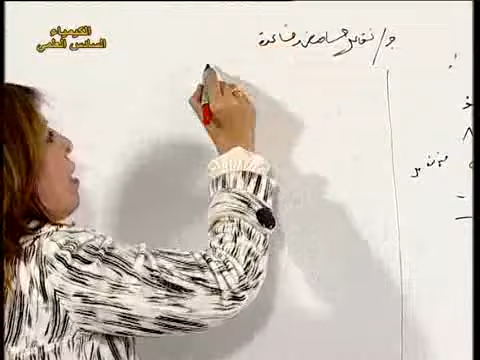 الكيمياء
السادس العلمي
ج/ تفاعل حامض وقاعدة